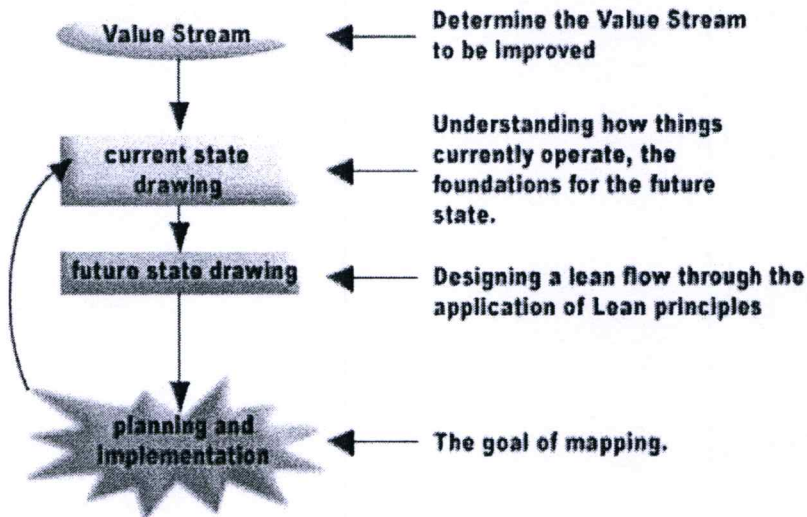 Value Stream
Determine the Value Stream
to be improved
current state
drawing
Understanding how things
currently operate, the
foundations for the future
state.
future state drawing
Designing a lean flow through the
application of Lean principles
planning and
implementation
The goal of mapping.